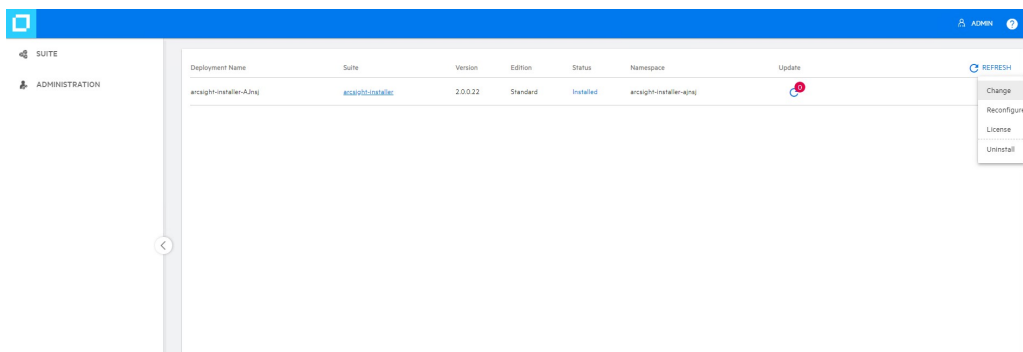 ADMIN ?
SUITE
ADMINISTRATION
Deployment Name Suite Version Edition Status Namespace Update REFRESH
arcsight-installer-AJnsj arcsight-installer 2.0.0.22 Standard Installed arcsight-installer-ajnsj 0
Change
Reconfigure
License
Uninstall